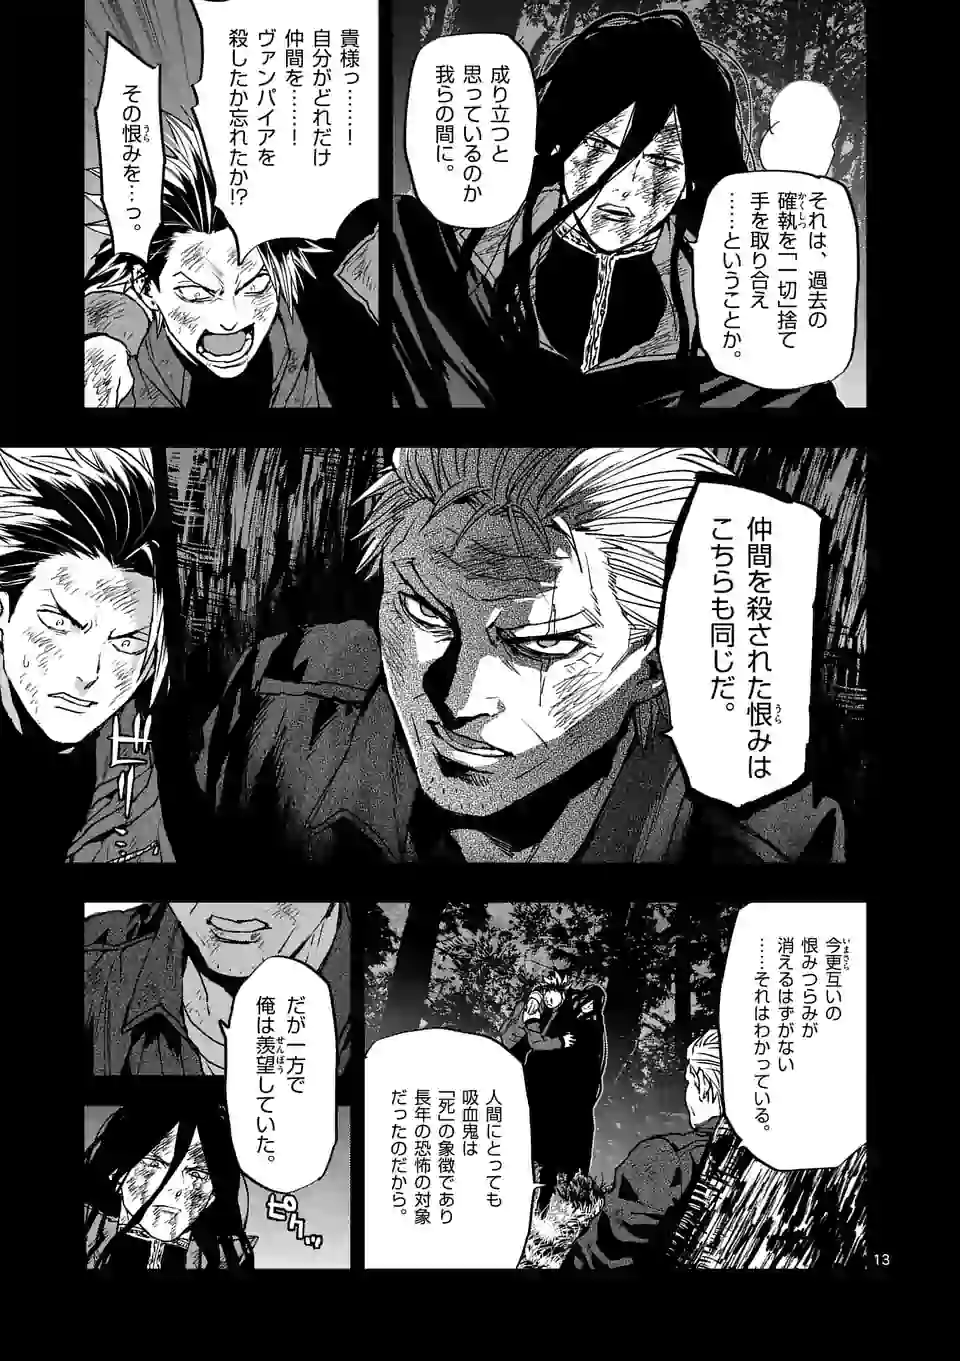 それは、過去の
確執を「一切」捨て
手を取り合え
……ということか。
成り立つと
思っているのか
我らの間に。
貴様っ……！
自分がどれだけ
仲間を……！
ヴァンパイアを
殺したか忘れたか!?
その恨みを…っ。
仲間を殺された恨みは
こちらも同じだ。
ギシ…
今更互いの
恨みつらみが
消えるはずがない
……それはわかっている。
人間にとっても
吸血鬼は
「死」の象徴であり
長年の恐怖の対象
だったのだから。
だが一方で
俺は羨望していた。
ピクッ
13